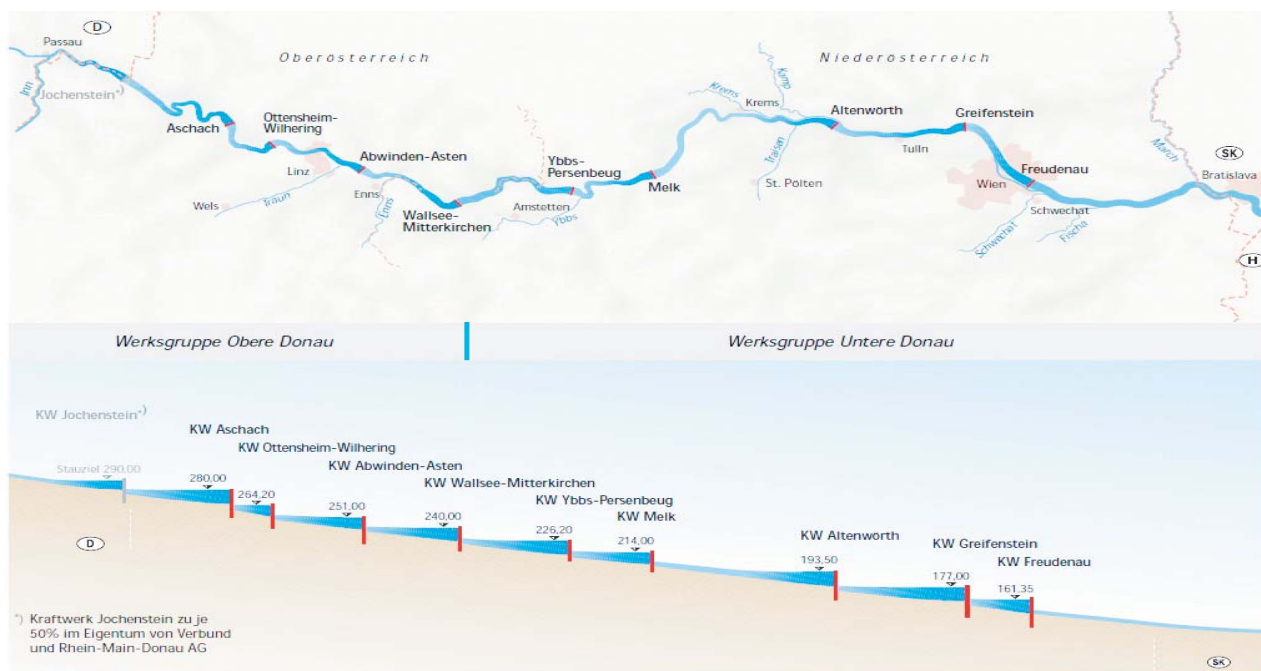 D
Passau
Oberösterreich
Niederösterreich
Inn
Jochenstein*)
Aschach
Ottensheim-
Wilhering
Linz
Abwinden-Asten
Wels
Traun
Enns
Enns
Wallsee-
Mitterkirchen
Ybbs-
Persenbeug
Amstetten
Ybbs
Melk
Krems
Krems
Kamp
Traisen
St. Pölten
Altenwörth
Tulln
Greifenstein
Freudenau
Wien
Schwechat
Schwechat
Fischa
March
SK
Bratislava
H
Werksgruppe Obere Donau
Werksgruppe Untere Donau
KW Jochenstein*)
Stauziel 290,00
KW Aschach
280,00
KW Ottensheim-Wilhering
264,20
KW Abwinden-Asten
251,00
KW Wallsee-Mitterkirchen
240,00
KW Ybbs-Persenbeug
226,20
KW Melk
214,00
KW Altenwörth
193,50
KW Greifenstein
177,00
KW Freudenau
161,35
D
*) Kraftwerk Jochenstein zu je
50% im Eigentum von Verbund
und Rhein-Main-Donau AG
SK